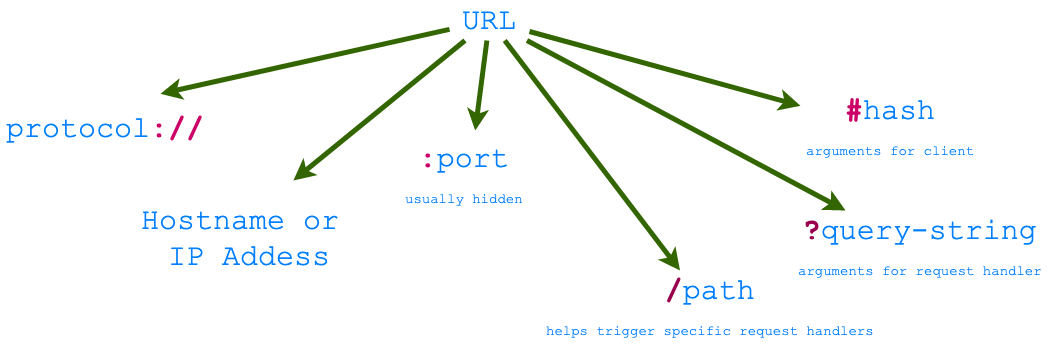 URL
protocol://
Hostname or
IP Addess
:port
usually hidden
/path
helps trigger specific request handlers
?query-string
arguments for request handler
#hash
arguments for client